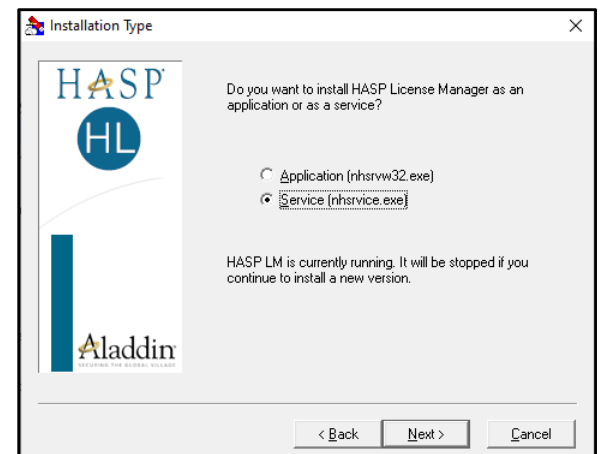 Installation Type
HASP
HL
Do you want to install HASP License Manager as an
application or as a service?
Application (nhsrvw32.exe)
Service (nhsrvice.exe)
HASP LM is currently running. It will be stopped if you
continue to install a new version.
Aladdin
SECURING THE GLOBAL VILLAGE
< Back
Next >
Cancel